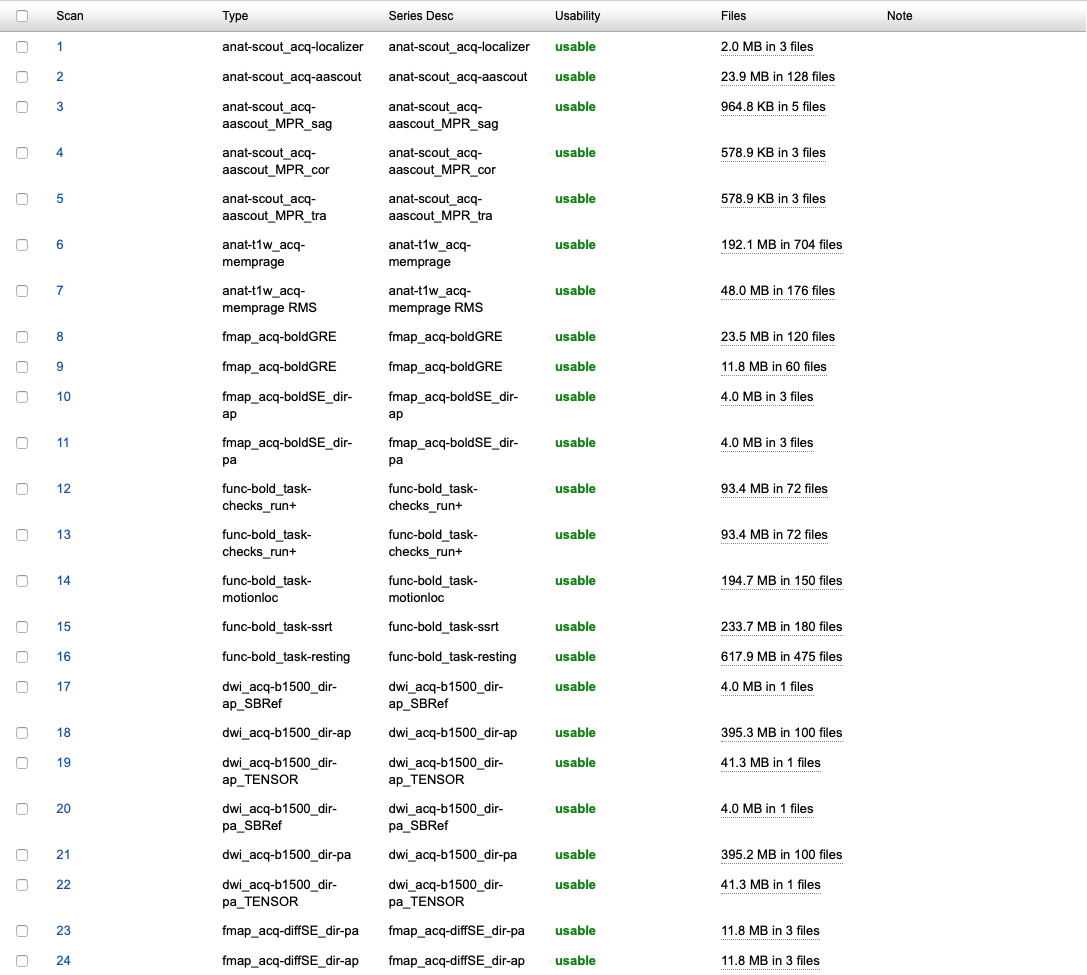 Scan Type Series Desc Usability Files Note
1 anat-scout_acq-localizer anat-scout_acq-localizer usable 2.0 MB in 3 files
2 anat-scout_acq-aascout anat-scout_acq-aascout usable 23.9 MB in 128 files
3 anat-scout_acq- anat-scout_acq- usable 964.8 KB in 5 files
aascout_MPR_sag aascout_MPR_sag
4 anat-scout_acq- anat-scout_acq- usable 578.9 KB in 3 files
aascout_MPR_cor aascout_MPR_cor
5 anat-scout_acq- anat-scout_acq- usable 578.9 KB in 3 files
aascout_MPR_tra aascout_MPR_tra
6 anat-t1w_acq- anat-t1w_acq- usable 192.1 MB in 704 files
memprage memprage
7 anat-t1w_acq- anat-t1w_acq- usable 48.0 MB in 176 files
memprage RMS memprage RMS
8 fmap_acq-boldGRE fmap_acq-boldGRE usable 23.5 MB in 120 files
9 fmap_acq-boldGRE fmap_acq-boldGRE usable 11.8 MB in 60 files
10 fmap_acq-boldSE_dir- fmap_acq-boldSE_dir- usable 4.0 MB in 3 files
ap ap
11 fmap_acq-boldSE_dir- fmap_acq-boldSE_dir- usable 4.0 MB in 3 files
pa pa
12 func-bold_task- func-bold_task- usable 93.4 MB in 72 files
checks_run+ checks_run+
13 func-bold_task- func-bold_task- usable 93.4 MB in 72 files
checks_run+ checks_run+
14 func-bold_task- func-bold_task- usable 194.7 MB in 150 files
motionloc motionloc
15 func-bold_task-ssrt func-bold_task-ssrt usable 233.7 MB in 180 files
16 func-bold_task-resting func-bold_task-resting usable 617.9 MB in 475 files
17 dwi_acq-b1500_dir- dwi_acq-b1500_dir- usable 4.0 MB in 1 files
ap_SBRef ap_SBRef
18 dwi_acq-b1500_dir-ap dwi_acq-b1500_dir-ap usable 395.3 MB in 100 files
19 dwi_acq-b1500_dir- dwi_acq-b1500_dir- usable 41.3 MB in 1 files
ap_TENSOR ap_TENSOR
20 dwi_acq-b1500_dir- dwi_acq-b1500_dir- usable 4.0 MB in 1 files
pa_SBRef pa_SBRef
21 dwi_acq-b1500_dir-pa dwi_acq-b1500_dir-pa usable 395.2 MB in 100 files
22 dwi_acq-b1500_dir- dwi_acq-b1500_dir- usable 41.3 MB in 1 files
pa_TENSOR pa_TENSOR
23 fmap_acq-diffSE_dir-pa fmap_acq-diffSE_dir-pa usable 11.8 MB in 3 files
24 fmap_acq-diffSE_dir-ap fmap_acq-diffSE_dir-ap usable 11.8 MB in 3 files